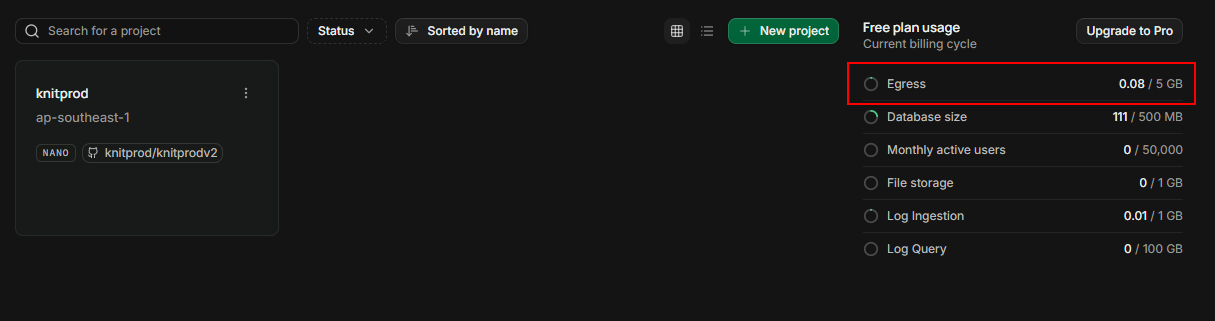 Search for a project
Status
Sorted by name
New project
knitprod
ap-southeast-1
NANO
knitprod/knitprodv2
Free plan usage
Current billing cycle
Upgrade to Pro
Egress 0.08 / 5 GB
Database size 111 / 500 MB
Monthly active users 0 / 50,000
File storage 0 / 1 GB
Log Ingestion 0.01 / 1 GB
Log Query 0 / 100 GB